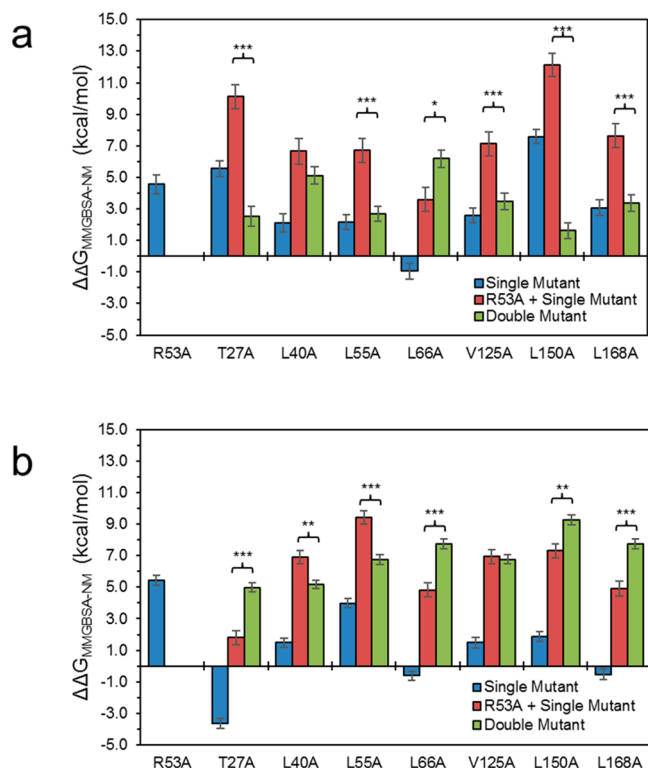 a
ΔΔG MMGBSA-NM (kcal/mol)
15.0
13.0
11.0
9.0
7.0
5.0
3.0
1.0
-1.0
-3.0
-5.0
***
***
*
***
***
***
Single Mutant
R53A + Single Mutant
Double Mutant
R53A T27A L40A L55A L66A V125A L150A L168A
b
ΔΔG MMGBSA-NM (kcal/mol)
15.0
13.0
11.0
9.0
7.0
5.0
3.0
1.0
-1.0
-3.0
-5.0
***
**
***
***
**
***
Single Mutant
R53A + Single Mutant
Double Mutant
R53A T27A L40A L55A L66A V125A L150A L168A